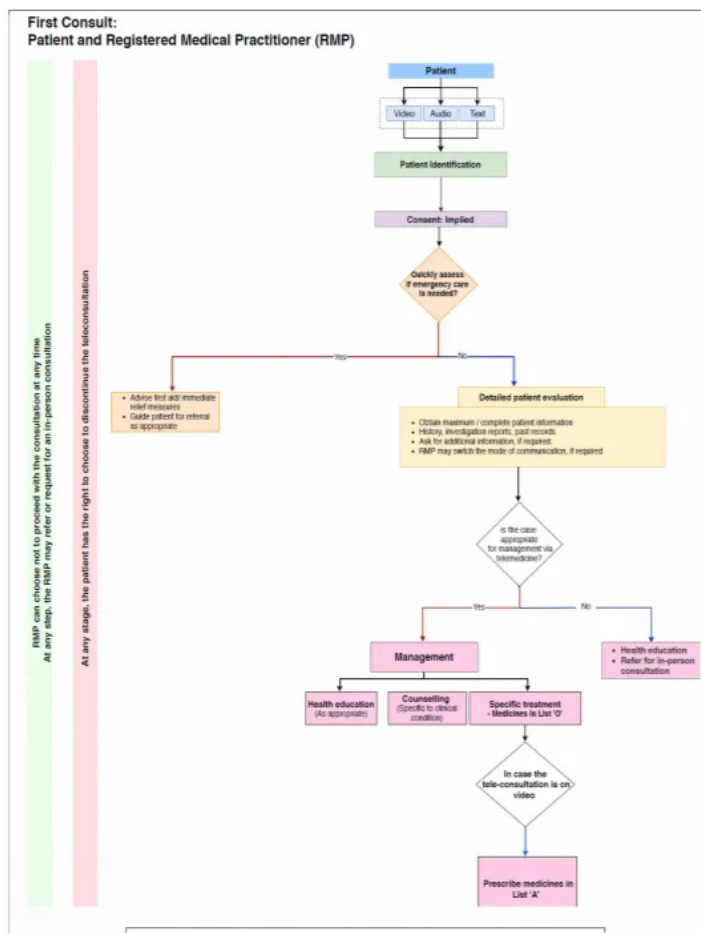 First Consult:
Patient and Registered Medical Practitioner (RMP)
RMP can choose not to proceed with the consultation at any time
At any step, the RMP may refer or request for an in-person consultation
At any stage, the patient has the right to choose to discontinue the teleconsultation
Patient
Video Audio Text
Patient Identification
Consent: Implied
Quickly assess
if emergency care
is needed?
Yes No
• Advise first aid/ immediate
relief measures
• Guide patient for referral
as appropriate
Detailed patient evaluation
• Obtain maximum / complete patient information
• History, investigation reports, past records.
• Ask for additional information, if required
• RMP may switch the mode of communication, if required
is the case
appropriate
for management via
telemedicine?
Yes No
Management
• Health education
• Refer for in-person
consultation
Health education
(As appropriate)
Counselling
(Specific to clinical
condition)
Specific treatment
- Medicines in List 'O'
In case the
tele-consultation is on
video
Prescribe medicines in
List 'A'